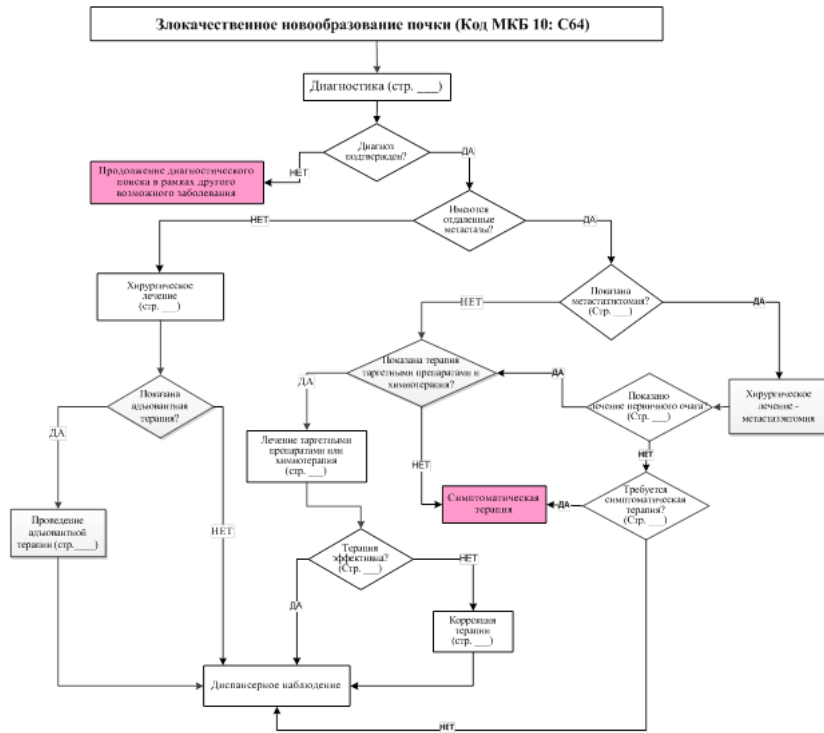 Злокачественное новообразование почки (Код МКБ 10: C64)
Диагностика (стр. ___)
Диагноз
подтвержден?
НЕТ
ДА
Продолжение диагностического
поиска в рамках другого
возможного заболевания
Имеются
отдаленные
метастазы?
НЕТ
ДА
Хирургическое
лечение
(стр. ___)
Показана
метастазэктомия?
(Стр. ___)
НЕТ
ДА
Показана терапия
таргетными препаратами и
химиотерапия?
ДА
Показано
лечение первичного очага?
(Стр. ___)
Хирургическое
лечение -
метастазэктомия
Показана
адъювантная
терапия?
ДА
ДА
НЕТ
Лечение таргетными
препаратами или
химиотерапия
(стр. ___)
НЕТ
НЕТ
Симптоматическая
терапия
ДА
Требуется
симптоматическая
терапия?
(Стр. ___)
Проведение
адъювантной
терапии (стр.____)
Терапия
эффективна?
(Стр. ___)
НЕТ
ДА
Коррекция
терапии
(стр. ___)
Диспансерное наблюдение
НЕТ